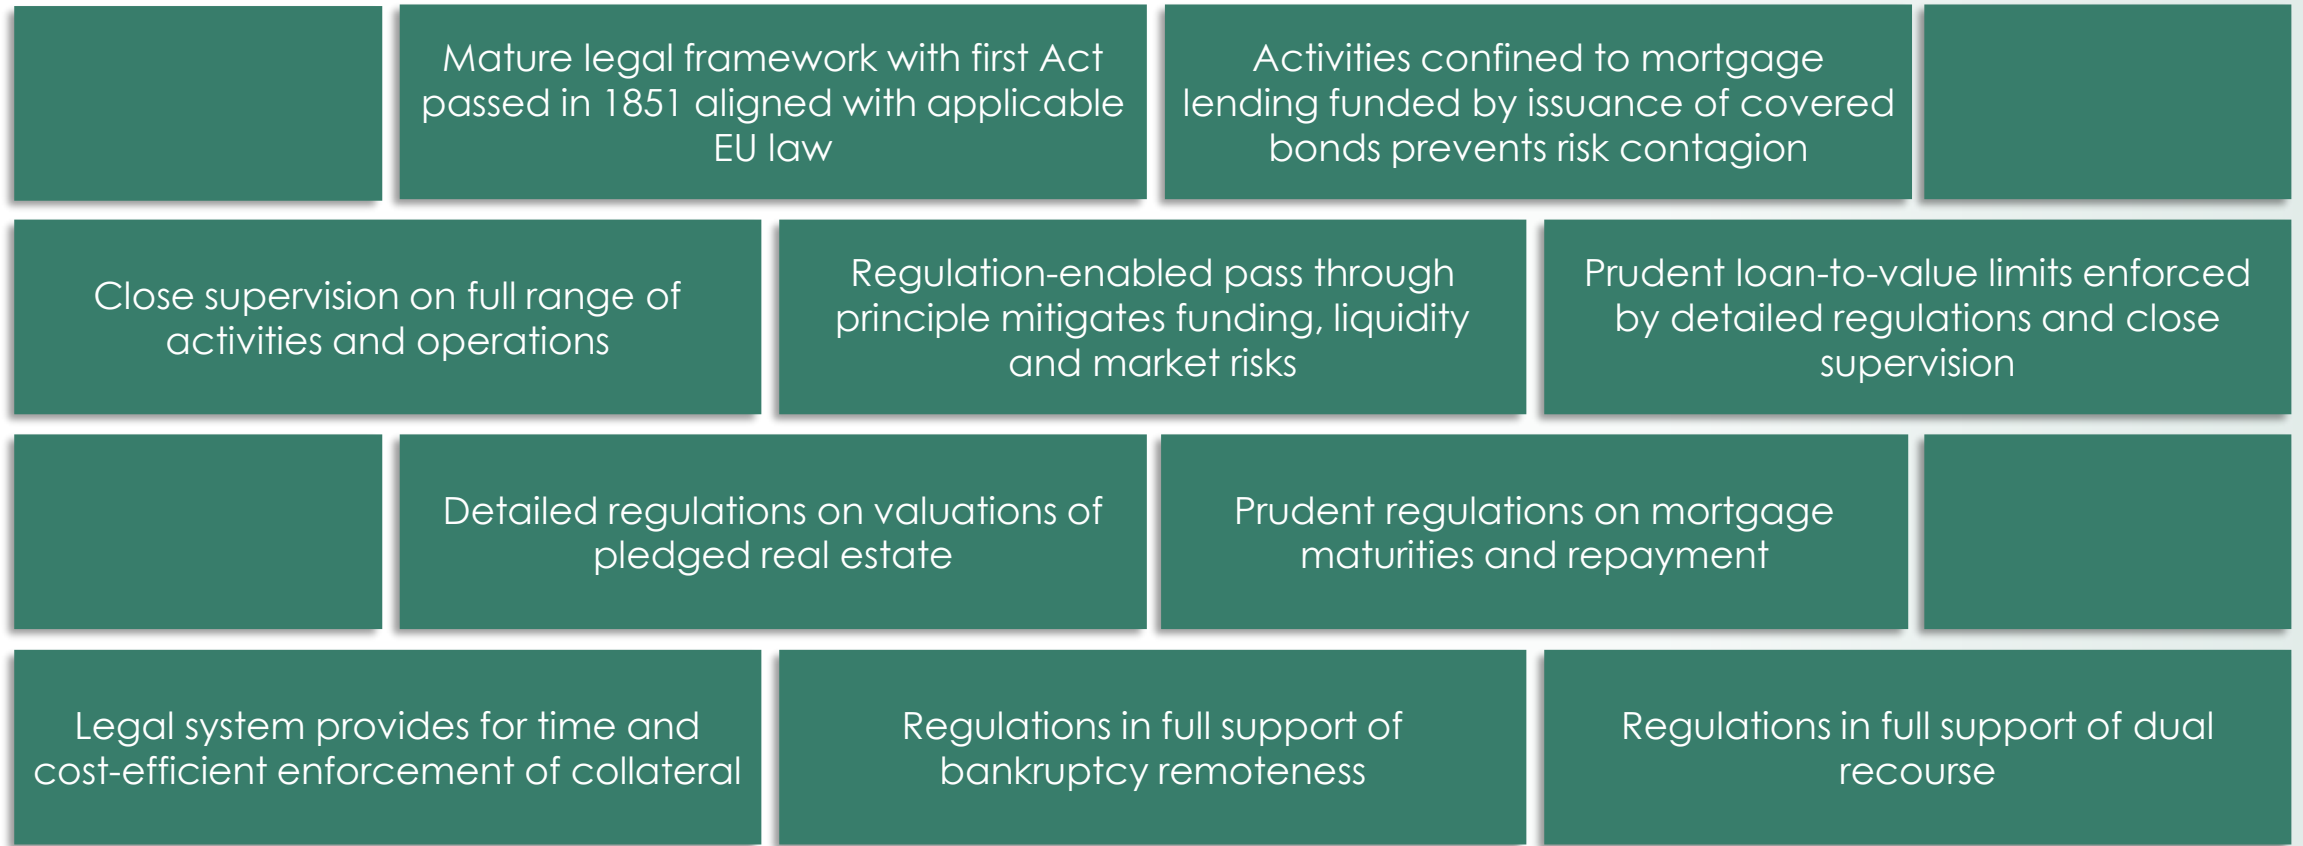 Mature legal framework with first Act
passed in 1851 aligned with applicable
EU law
Activities confined to mortgage
lending funded by issuance of covered
bonds prevents risk contagion
Close supervision on full range of
activities and operations
Regulation-enabled pass through
principle mitigates funding, liquidity
and market risks
Prudent loan-to-value limits enforced
by detailed regulations and close
supervision
Detailed regulations on valuations of
pledged real estate
Prudent regulations on mortgage
maturities and repayment
Legal system provides for time and
cost-efficient enforcement of collateral
Regulations in full support of
bankruptcy remoteness
Regulations in full support of dual
recourse